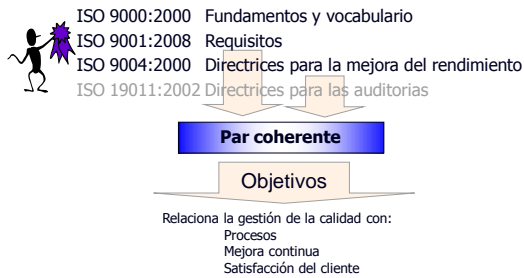 ISO 9000:2000 Fundamentos y vocabulario
ISO 9001:2008 Requisitos
ISO 9004:2000 Directrices para la mejora del rendimiento
ISO 19011:2002 Directrices para las auditorias
Par coherente
Objetivos
Relaciona la gestión de la calidad con:
Procesos
Mejora continua
Satisfacción del cliente